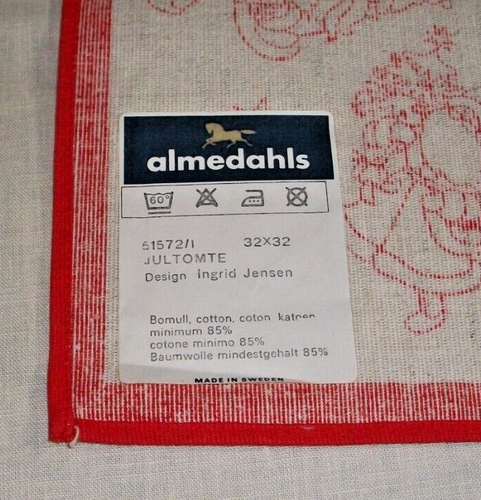 almedahls
60°
51572/1 32X32
JULTOMTE
Design Ingrid Jensen
Bomull, cotton, coton katoen
minimum 85%
cotone minimo 85%
Baumwolle mindestgehalt 85%
MADE IN SWEDEN